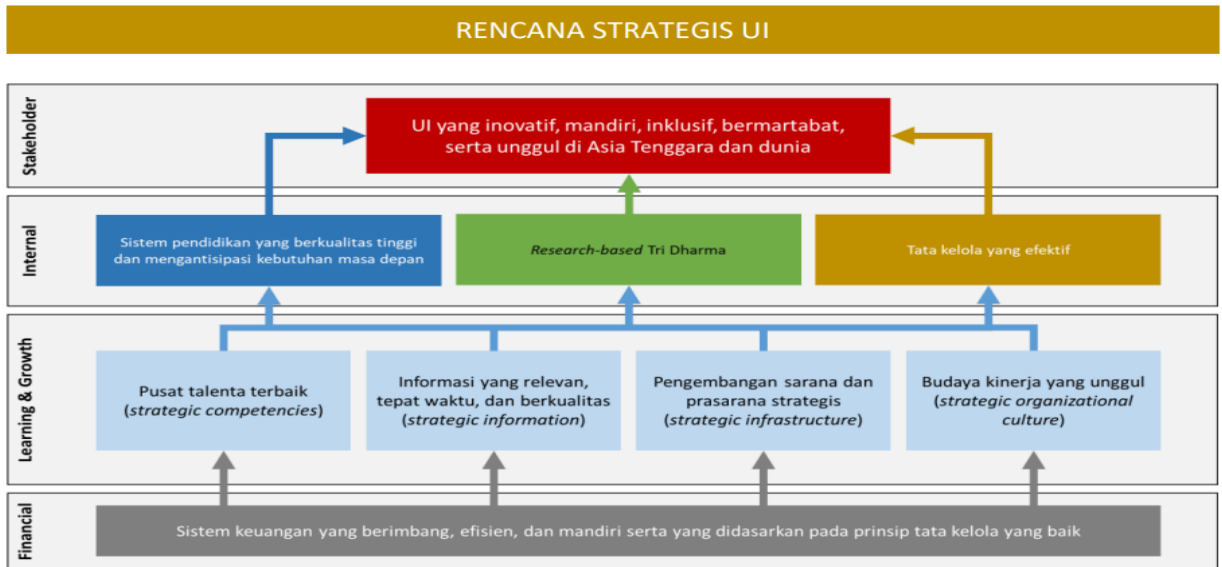 RENCANA STRATEGIS UI
Stakeholder
UI yang inovatif, mandiri, inklusif, bermartabat,
serta unggul di Asia Tenggara dan dunia
Internal
Sistem pendidikan yang berkualitas tinggi
dan mengantisipasi kebutuhan masa depan
Research-based Tri Dharma
Tata kelola yang efektif
Learning & Growth
Pusat talenta terbaik
(strategic competencies)
Informasi yang relevan,
tepat waktu, dan berkualitas
(strategic information)
Pengembangan sarana dan
prasarana strategis
(strategic infrastructure)
Budaya kinerja yang unggul
(strategic organizational
culture)
Financial
Sistem keuangan yang berimbang, efisien, dan mandiri serta yang didasarkan pada prinsip tata kelola yang baik